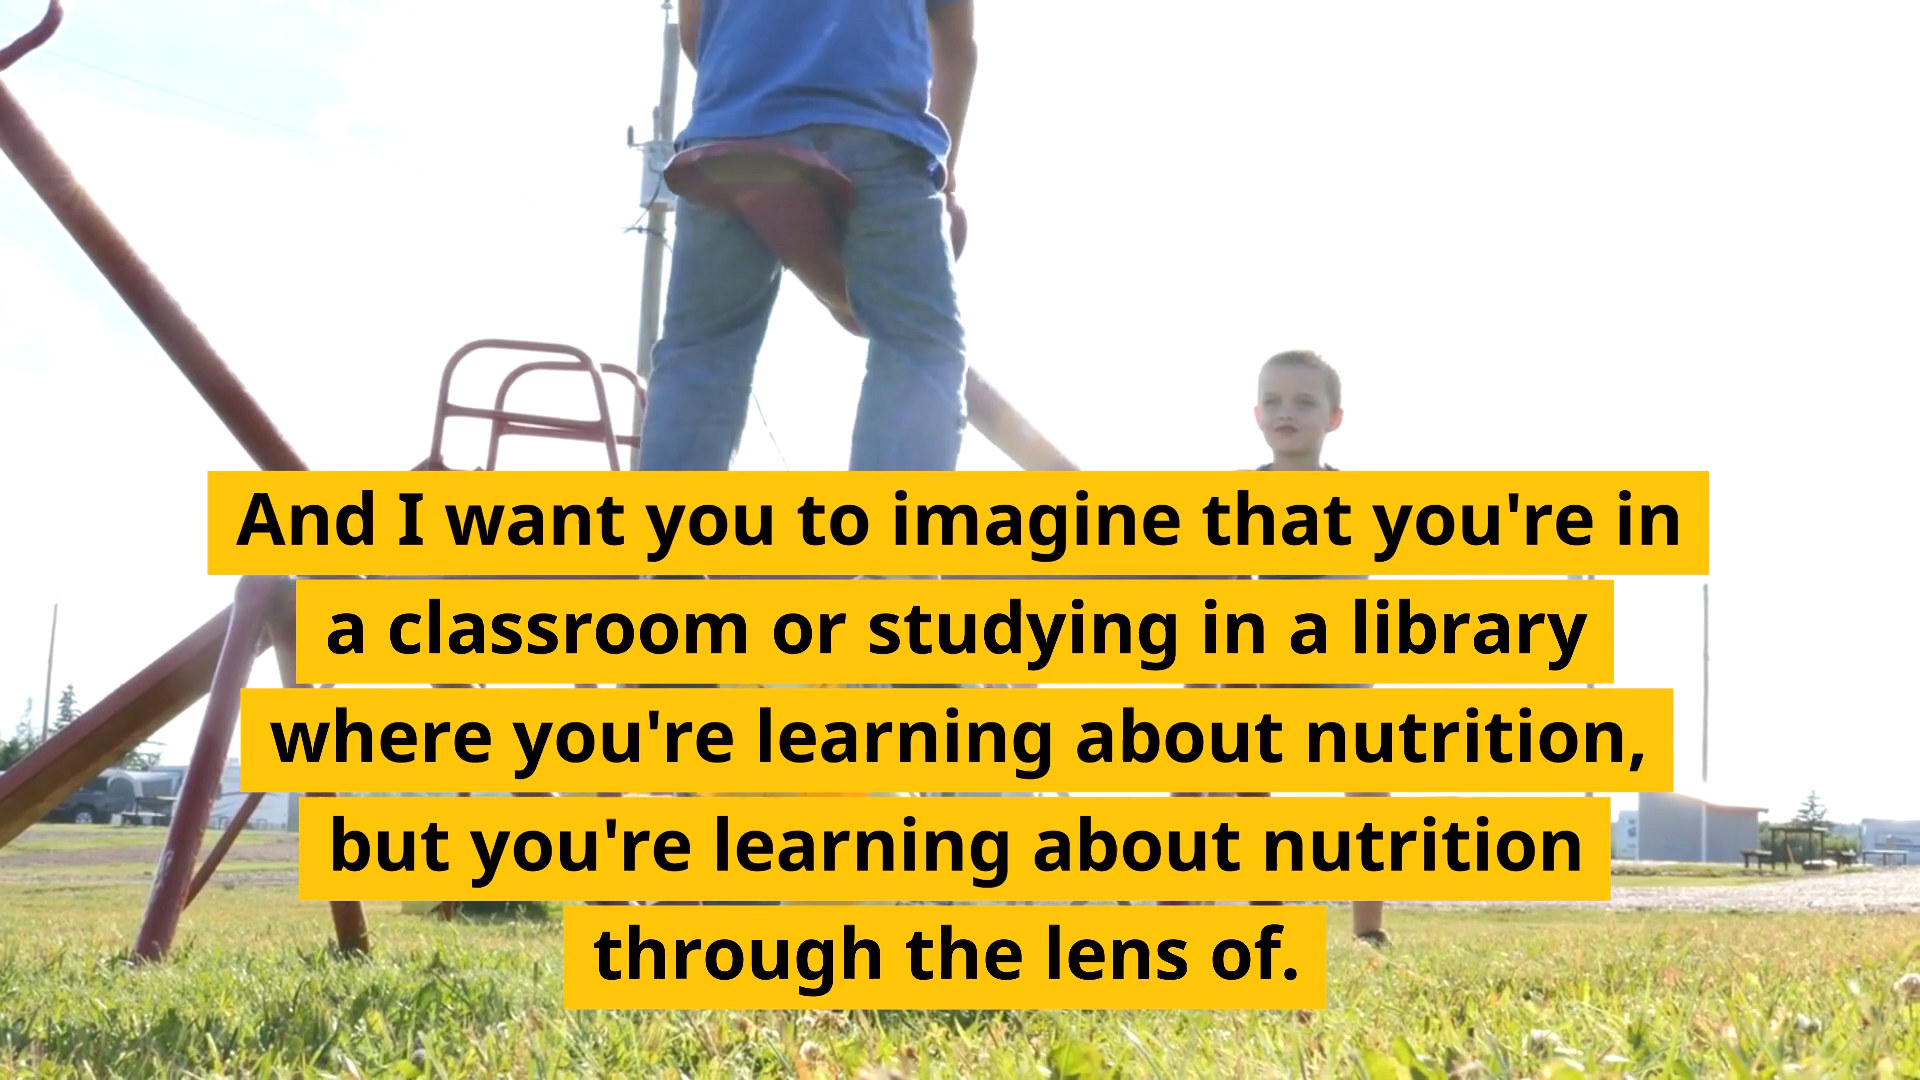 And I want you to imagine that you're in
a classroom or studying in a library
where you're learning about nutrition,
but you're learning about nutrition
through the lens of.